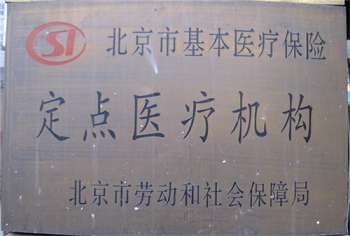 SI 北京市基本医疗保险
定点医疗机构
北京市劳动和社会保障局